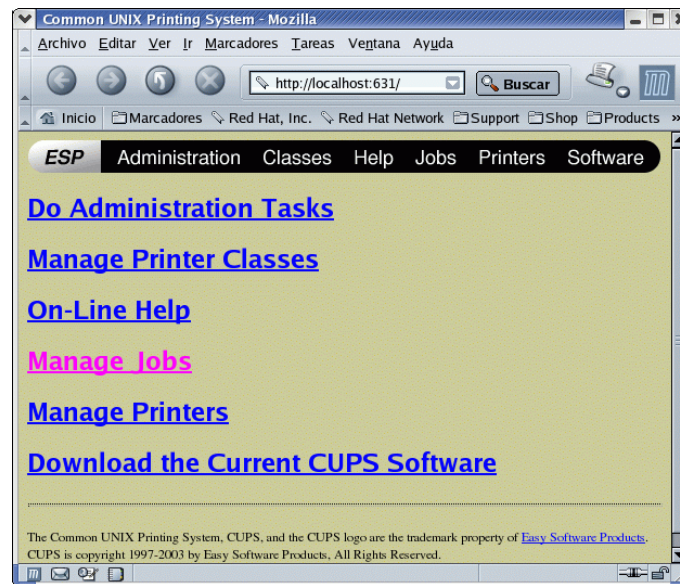 Common UNIX Printing System - Mozilla
Archivo Editar Ver Ir Marcadores Tareas Ventana Ayuda
http://localhost:631/ Buscar
Inicio Marcadores Red Hat, Inc. Red Hat Network Support Shop Products »
ESP Administration Classes Help Jobs Printers Software
Do Administration Tasks
Manage Printer Classes
On-Line Help
Manage Jobs
Manage Printers
Download the Current CUPS Software
The Common UNIX Printing System, CUPS, and the CUPS logo are the trademark property of Easy Software Products.
CUPS is copyright 1997-2003 by Easy Software Products, All Rights Reserved.